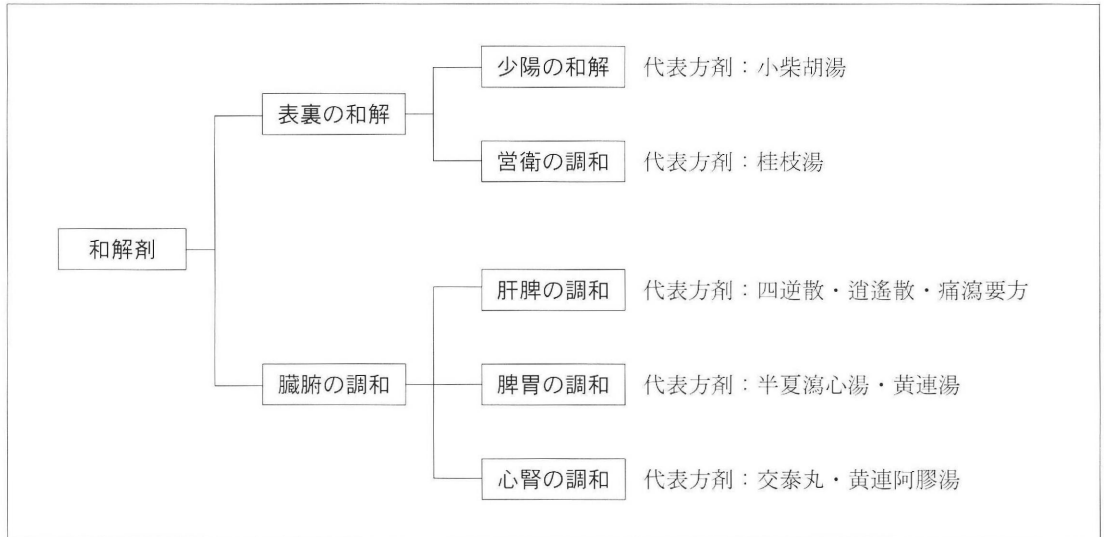 少陽の和解 代表方剤：小柴胡湯
表裏の和解
営衛の調和 代表方剤：桂枝湯
和解剤
肝脾の調和 代表方剤：四逆散・逍遙散・痛瀉要方
臓腑の調和
脾胃の調和 代表方剤：半夏瀉心湯・黄連湯
心腎の調和 代表方剤：交泰丸・黄連阿膠湯